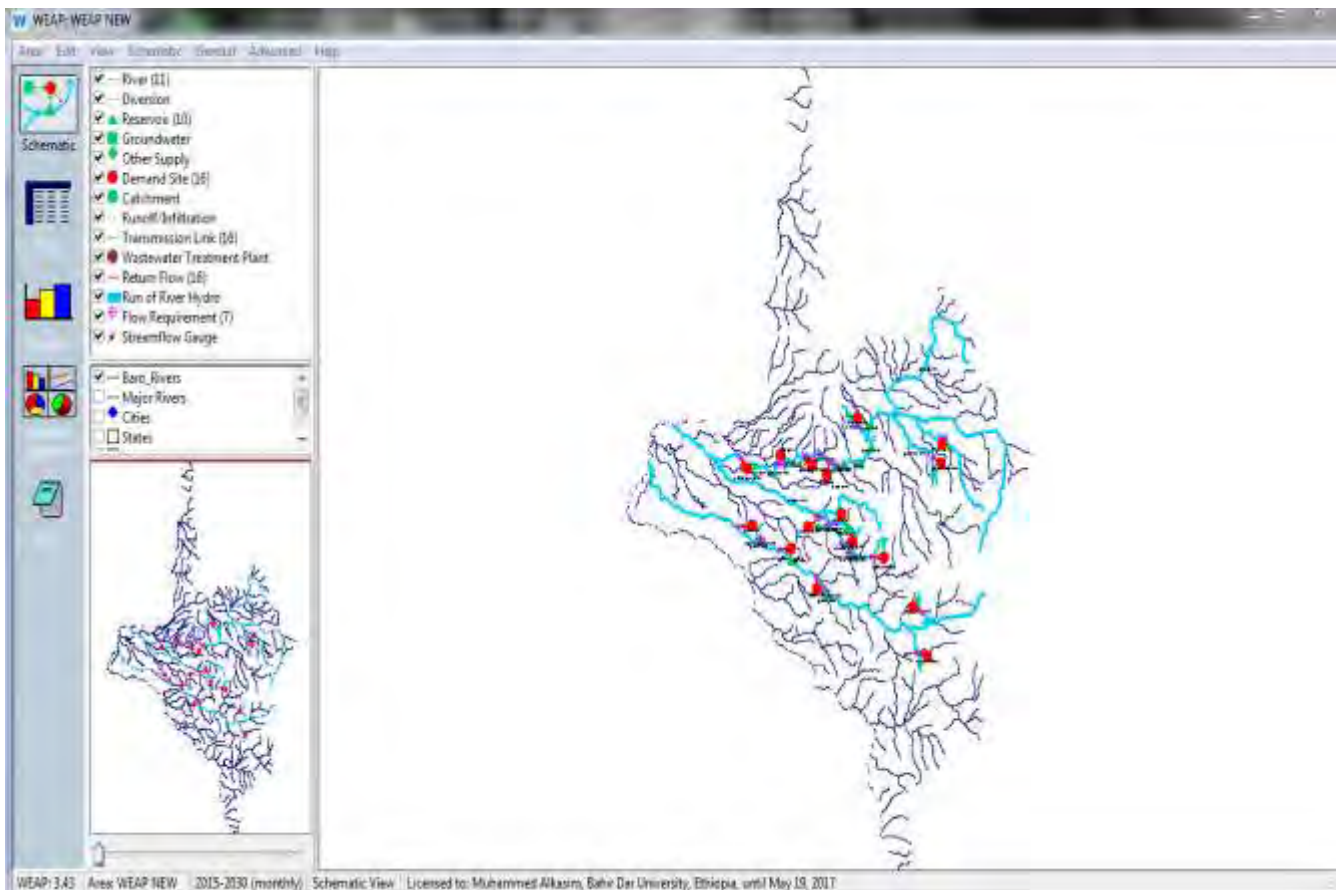 WEAP: WEAP NEW
Area Edit View Schematic General Advanced Help
River (11)
Diversion
Reservoir (10)
Groundwater
Other Supply
Demand Site (16)
Catchment
Runoff/Infiltration
Transmission Link (16)
Wastewater Treatment Plant
Return Flow (16)
Run of River Hydro
Flow Requirement (7)
Streamflow Gauge
Schematic
Baro_Rivers
Major Rivers
Cities
States
WEAP: 3.43 Area: WEAP NEW 2015-2030 (monthly) Schematic View Licensed to: Muhammed Alkasim, Bahir Dar University, Ethiopia, until May 19, 2017